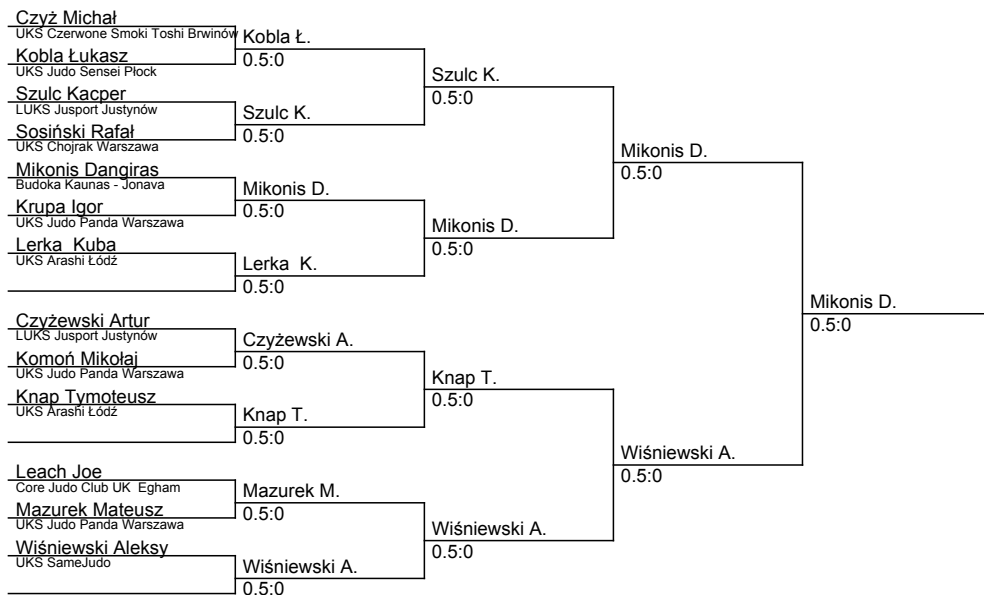 Czyż Michał
UKS Czerwone Smoki Toshi Brwinów
Kobla Łukasz
UKS Judo Sensei Płock
Szulc Kacper
LUKS Jusport Justynów
Sosiński Rafał
UKS Chojrak Warszawa
Mikonis Dangiras
Budoka Kaunas - Jonava
Krupa Igor
UKS Judo Panda Warszawa
Lerka  Kuba
UKS Arashi Łódź
Czyżewski Artur
LUKS Jusport Justynów
Komoń Mikołaj
UKS Judo Panda Warszawa
Knap Tymoteusz
UKS Arashi Łódź
Leach Joe
Core Judo Club UK  Egham
Mazurek Mateusz
UKS Judo Panda Warszawa
Wiśniewski Aleksy
UKS SameJudo
Kobla Ł.
0.5:0
Szulc K.
0.5:0
Mikonis D.
0.5:0
Lerka  K.
0.5:0
Czyżewski A.
0.5:0
Knap T.
0.5:0
Mazurek M.
0.5:0
Wiśniewski A.
0.5:0
Szulc K.
0.5:0
Mikonis D.
0.5:0
Knap T.
0.5:0
Wiśniewski A.
0.5:0
Mikonis D.
0.5:0
Wiśniewski A.
0.5:0
Mikonis D.
0.5:0